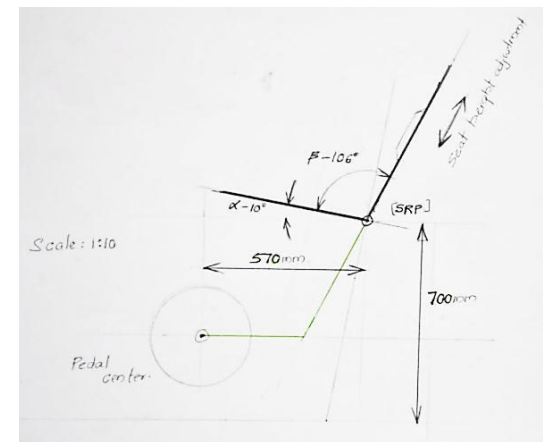 Seat height adjustment
β-106°
α-10°
[SRP]
Scale: 1:10
570mm
700mm
Pedal
center.